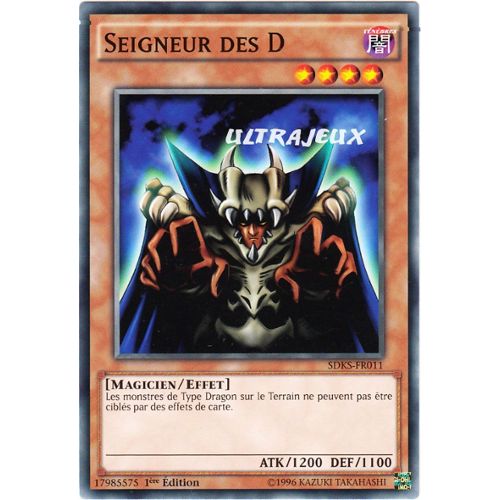 SEIGNEUR DES D
TÉNÈBRES
闇
ULTRAJEUX
SDKS-FR011
[MAGICIEN/EFFET]
Les monstres de Type Dragon sur le Terrain ne peuvent pas être
ciblés par des effets de carte.
ATK/1200 DEF/1100
17985575 1ère Édition ©1996 KAZUKI TAKAHASHI